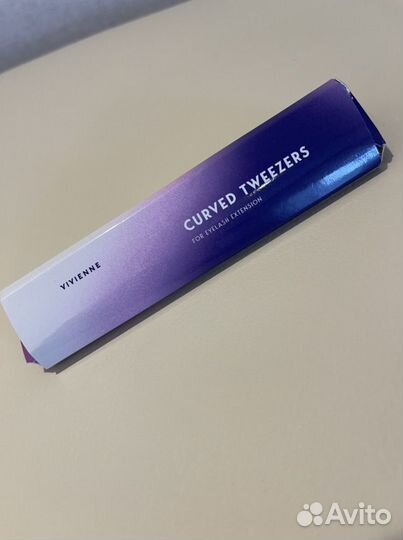 VIVIENNE
CURVED TWEEZERS
FOR EYELASH EXTENSION
Avito